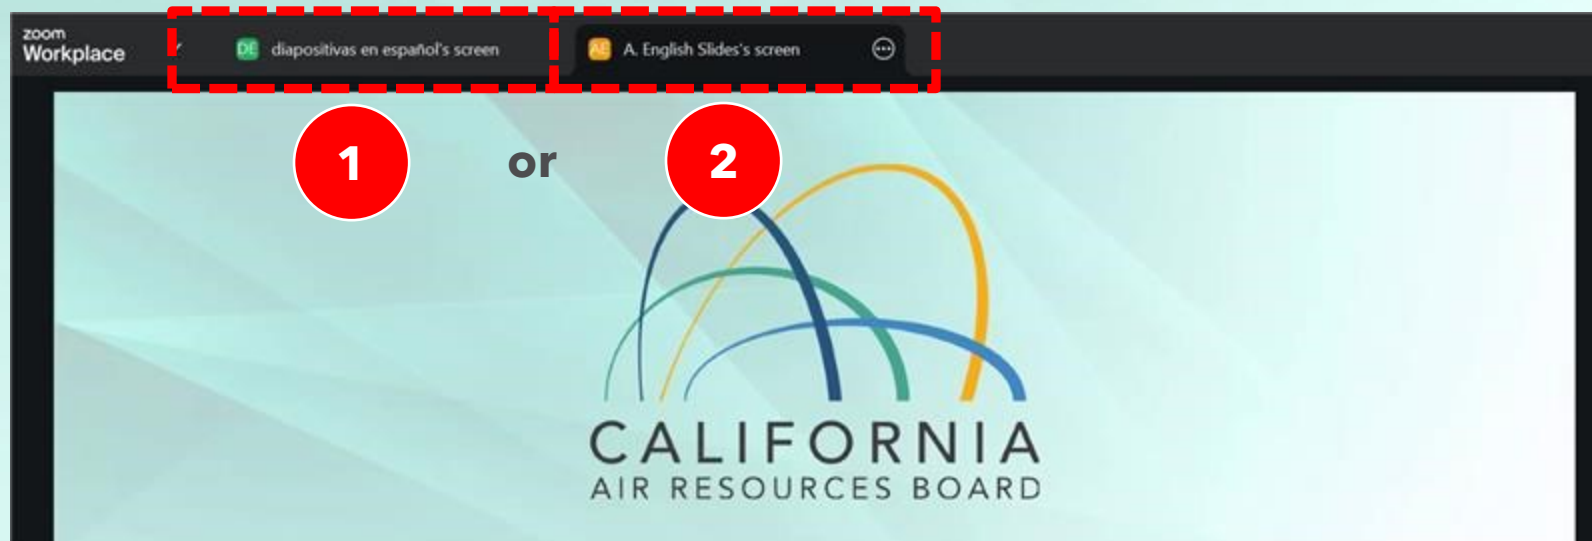 zoom
Workplace
DE diapositivas en español's screen
AE A. English Slides's screen
1 or 2
CALIFORNIA
AIR RESOURCES BOARD